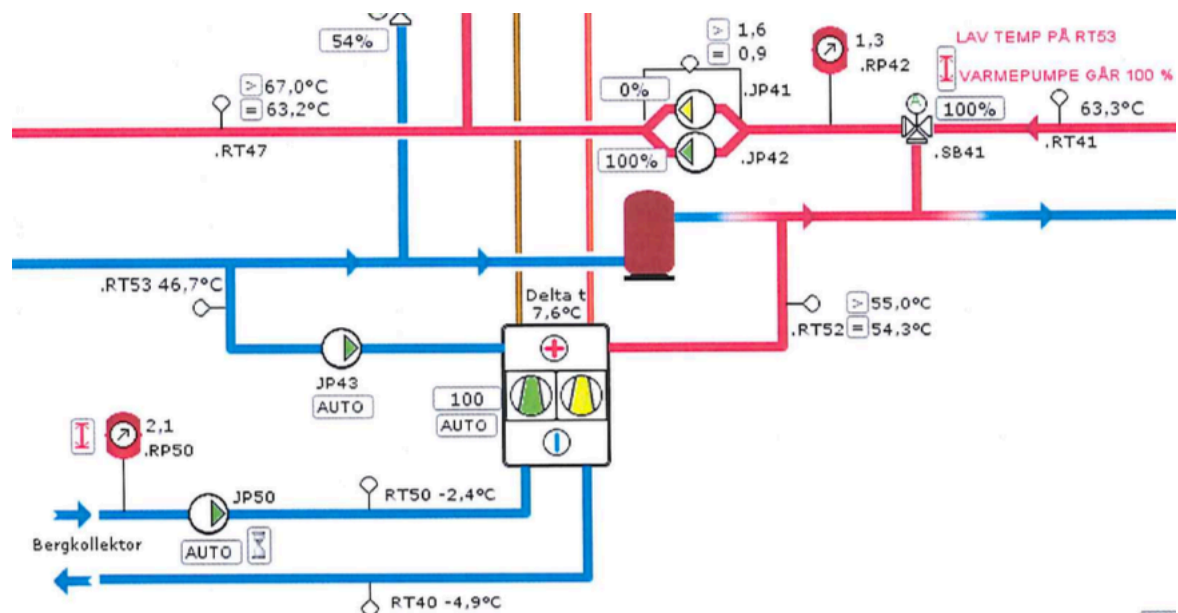 54%
> 1,6
= 0,9
1,3
.RP42
LAV TEMP PÅ RT53
VARMEPUMPE GÅR 100 %
> 67,0°C
= 63,2°C
0%
.JP41
A
100%
63,3°C
.RT47
100%
.JP42
.SB41
.RT41
.RT53 46,7°C
Delta t
7,6°C
> 55,0°C
.RT52 = 54,3°C
JP43
AUTO
100
AUTO
2,1
.RP50
JP50
RT50 -2,4°C
Bergkollektor
AUTO
RT40 -4,9°C